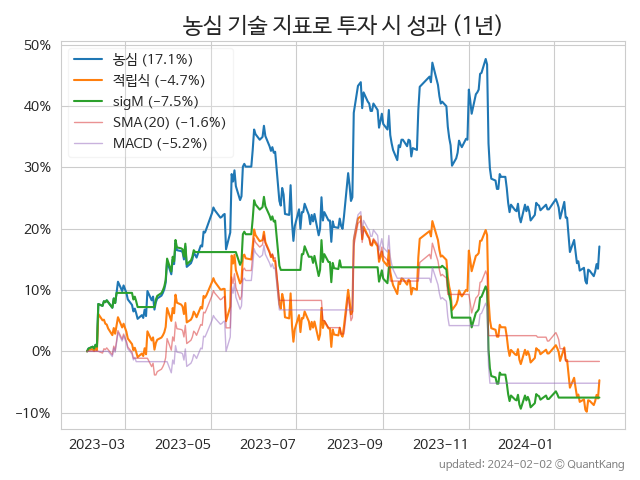 농심 기술 지표로 투자 시 성과 (1년)
농심 (17.1%)
적립식 (−4.7%)
sigM (−7.5%)
SMA(20) (−1.6%)
MACD (−5.2%)
50%
40%
30%
20%
10%
0%
−10%
2023−03 2023−05 2023−07 2023−09 2023−11 2024−01
updated: 2024−02−02 © QuantKang